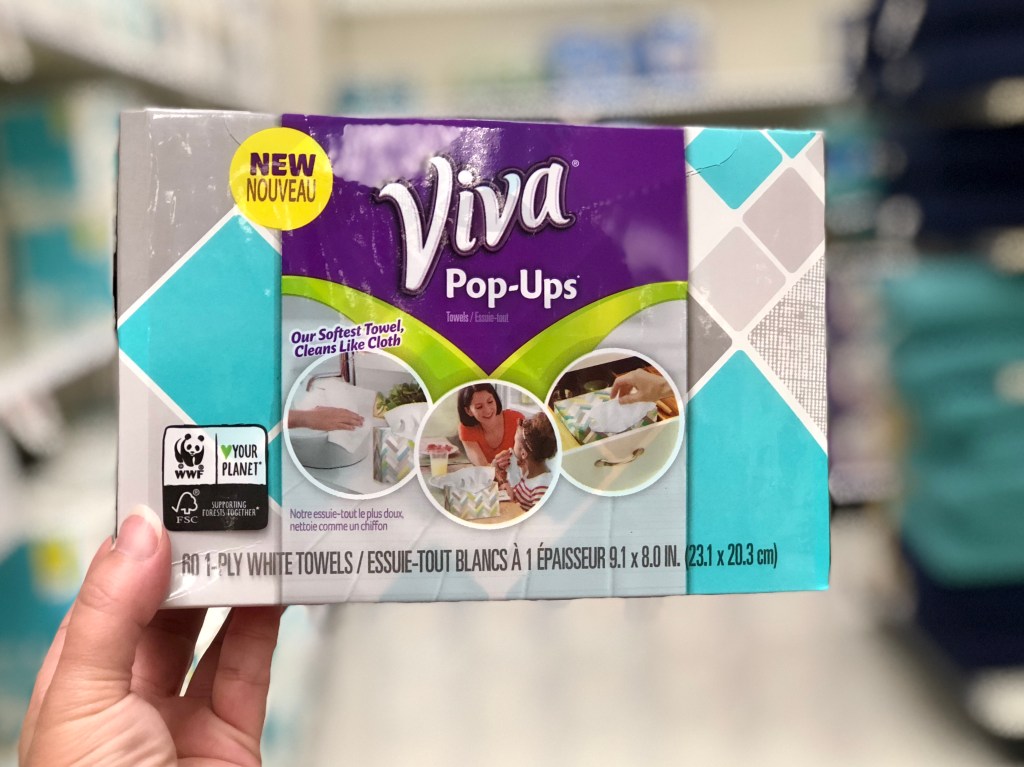 NEW
NOUVEAU
Viva®
Pop-Ups
Towels / Essuie-tout
Our Softest Towel,
Cleans Like Cloth
WWF
♥YOUR
PLANET*
FSC®
SUPPORTING
FORESTS TOGETHER*
Notre essuie-tout le plus doux,
nettoie comme un chiffon
60 1-PLY WHITE TOWELS / ESSUIE-TOUT BLANCS À 1 ÉPAISSEUR 9.1 x 8.0 IN. (23.1 x 20.3 cm)